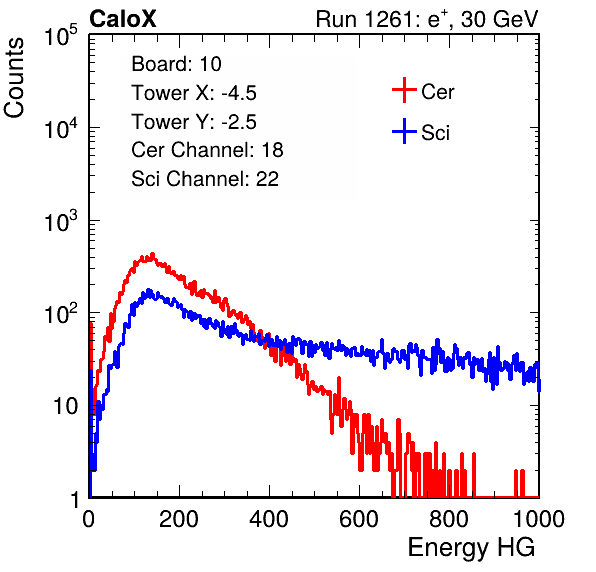 CaloX Run 1261: e⁺, 30 GeV
Counts
10⁵
10⁴
10³
10²
10
1
Board: 10
Tower X: -4.5
Tower Y: -2.5
Cer Channel: 18
Sci Channel: 22
Cer
Sci
0 200 400 600 800 1000
Energy HG